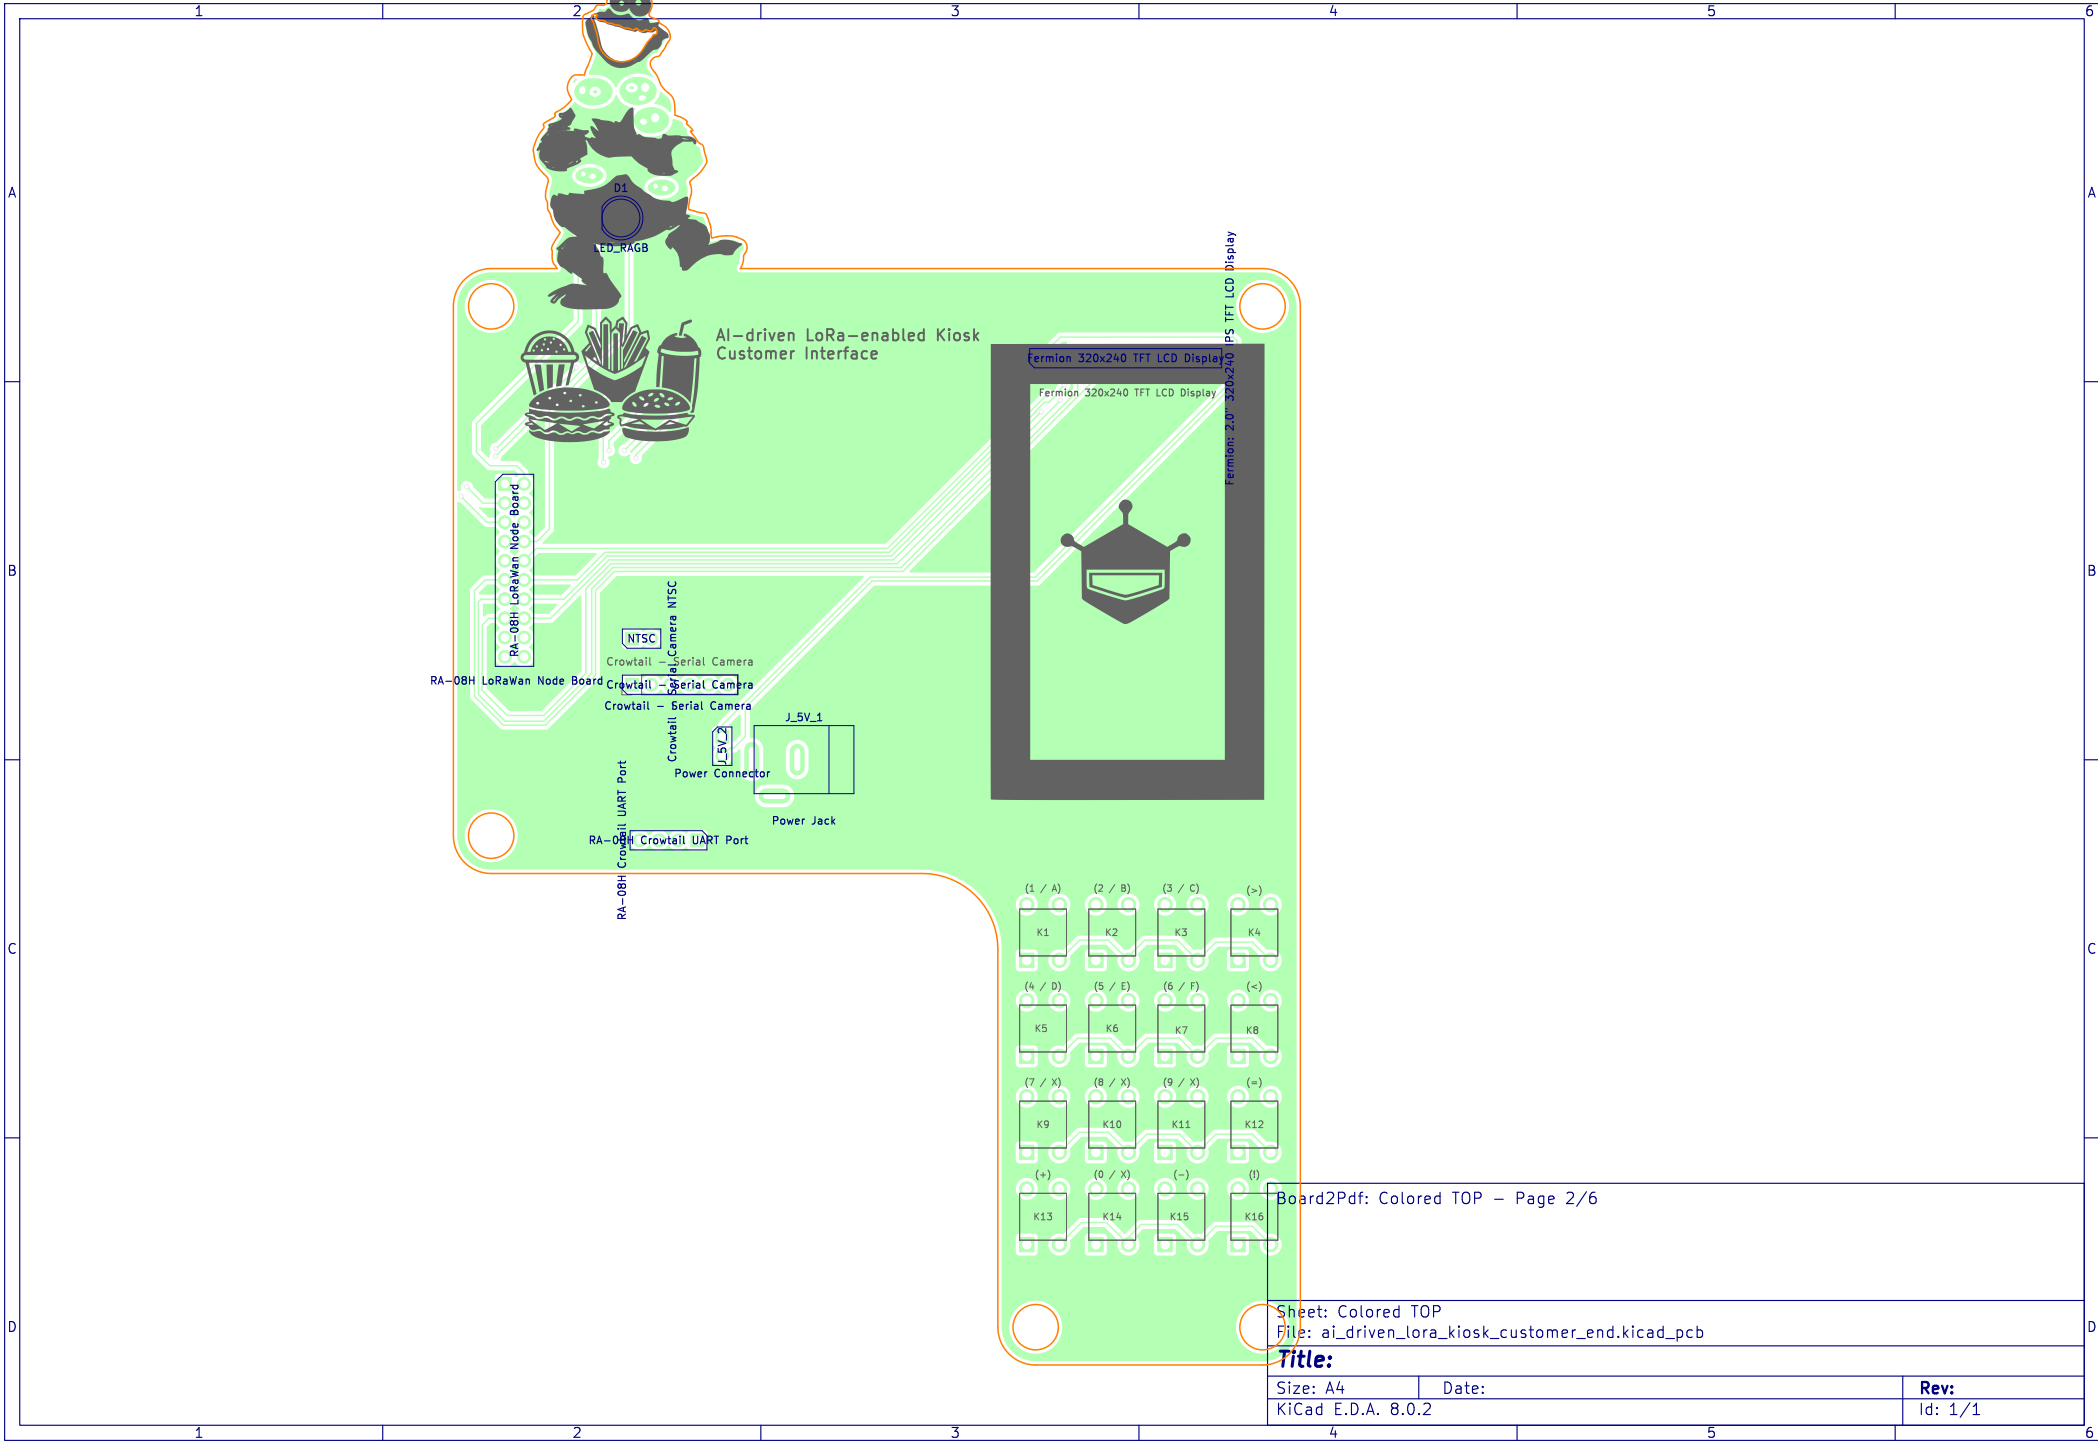 1 2 3 4 5 6
A A
D1
LED_RAGB
Fermion: 2.0" 320x240 IPS TFT LCD Display
AI-driven LoRa-enabled Kiosk
Customer Interface
Fermion 320x240 TFT LCD Display
Fermion 320x240 TFT LCD Display
B B
RA-08H LoRaWan Node Board
RA-08H LoRaWan Node Board
NTSC
Crowtail - Serial Camera NTSC
Crowtail - Serial Camera
Crowtail - Serial Camera
Crowtail - Serial Camera
J_5V_1
J_5V_2
Power Connector
Power Jack
RA-08H Crowtail UART Port
RA-08H Crowtail UART Port
C C
(1 / A) (2 / B) (3 / C) (>)
K1 K2 K3 K4
(4 / D) (5 / E) (6 / F) (<)
K5 K6 K7 K8
(7 / X) (8 / X) (9 / X) (=)
K9 K10 K11 K12
(+) (0 / X) (-) (!)
K13 K14 K15 K16
D D
Board2Pdf: Colored TOP - Page 2/6
Sheet: Colored TOP
File: ai_driven_lora_kiosk_customer_end.kicad_pcb
Title:
Size: A4 Date: Rev:
KiCad E.D.A. 8.0.2 Id: 1/1
1 2 3 4 5 6